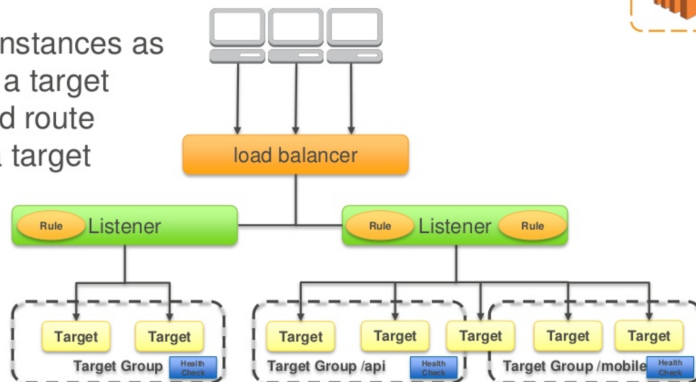 nstances as
a target
d route
target
load balancer
Rule Listener
Rule Listener Rule
Target Target
Target Group Health Check
Target Target Target Target Target
Target Group /api Health Check
Target Group /mobile Health Check